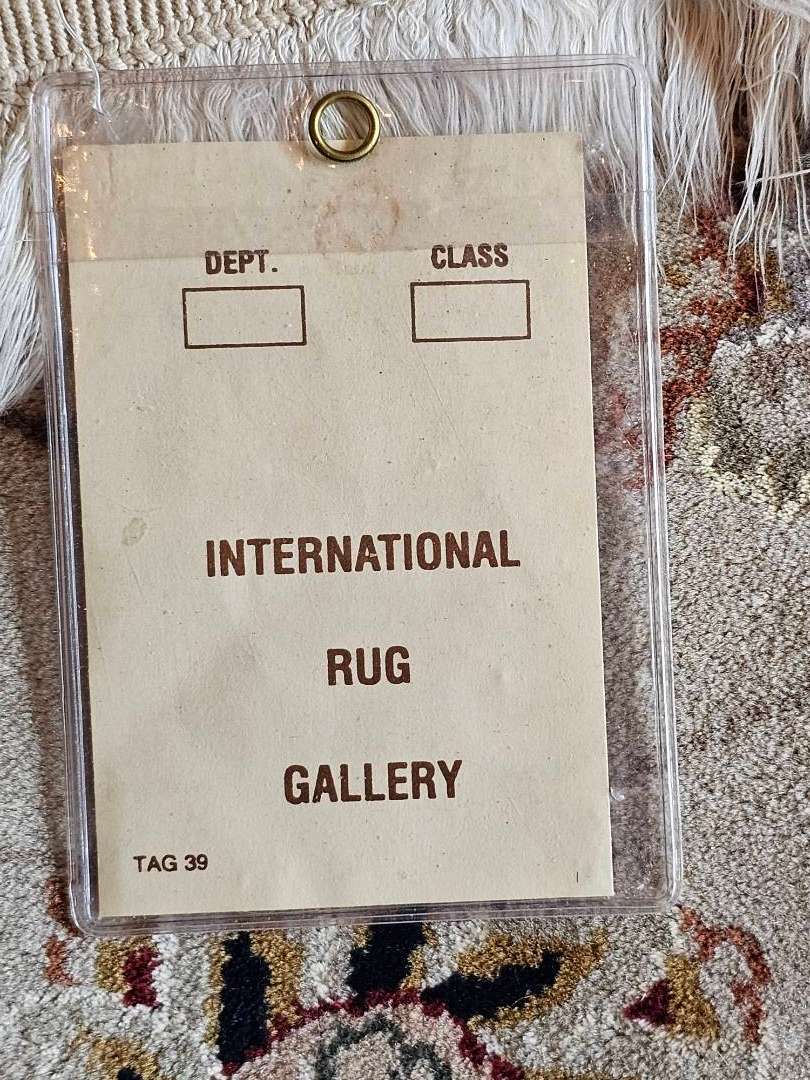 DEPT. CLASS
INTERNATIONAL
RUG
GALLERY
TAG 39